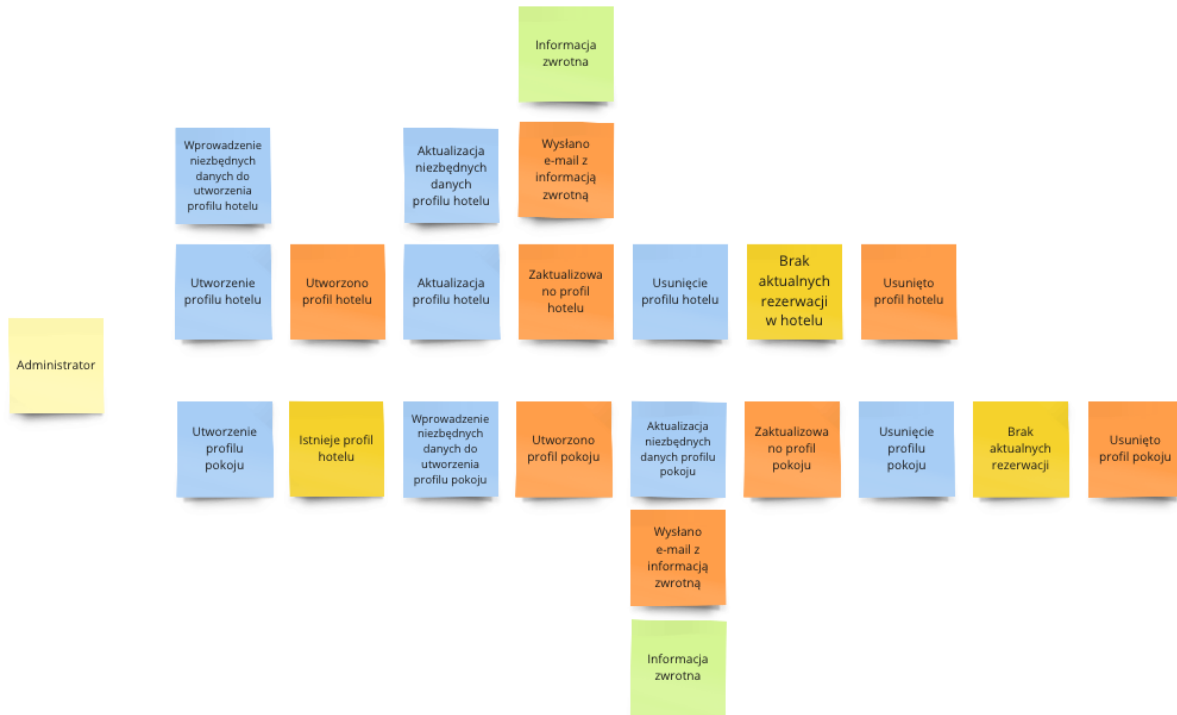 Informacja
zwrotna
Wprowadzenie
niezbędnych
danych do
utworzenia
profilu hotelu
Aktualizacja
niezbędnych
danych
profilu hotelu
Wysłano
e-mail z
informacją
zwrotną
Utworzenie
profilu hotelu
Utworzono
profil hotelu
Aktualizacja
profilu hotelu
Zaktualizowa
no profil
hotelu
Usunięcie
profilu hotelu
Brak
aktualnych
rezerwacji
w hotelu
Usunięto
profil hotelu
Administrator
Utworzenie
profilu
pokoju
Istnieje profil
hotelu
Wprowadzenie
niezbędnych
danych do
utworzenia
profilu pokoju
Utworzono
profil pokoju
Aktualizacja
niezbędnych
danych profilu
pokoju
Zaktualizowa
no profil
pokoju
Usunięcie
profilu
pokoju
Brak
aktualnych
rezerwacji
Usunięto
profil pokoju
Wysłano
e-mail z
informacją
zwrotną
Informacja
zwrotna